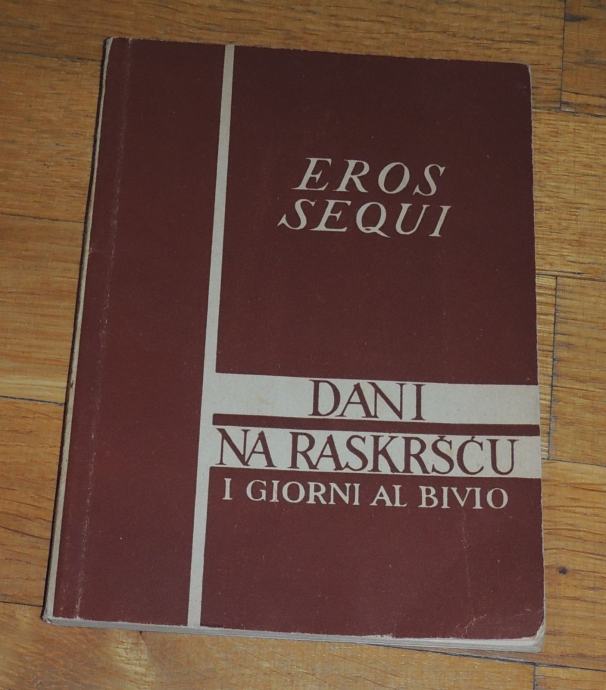 EROS
SEQUI
DANI
NA RASKRŠĆU
I GIORNI AL BIVIO